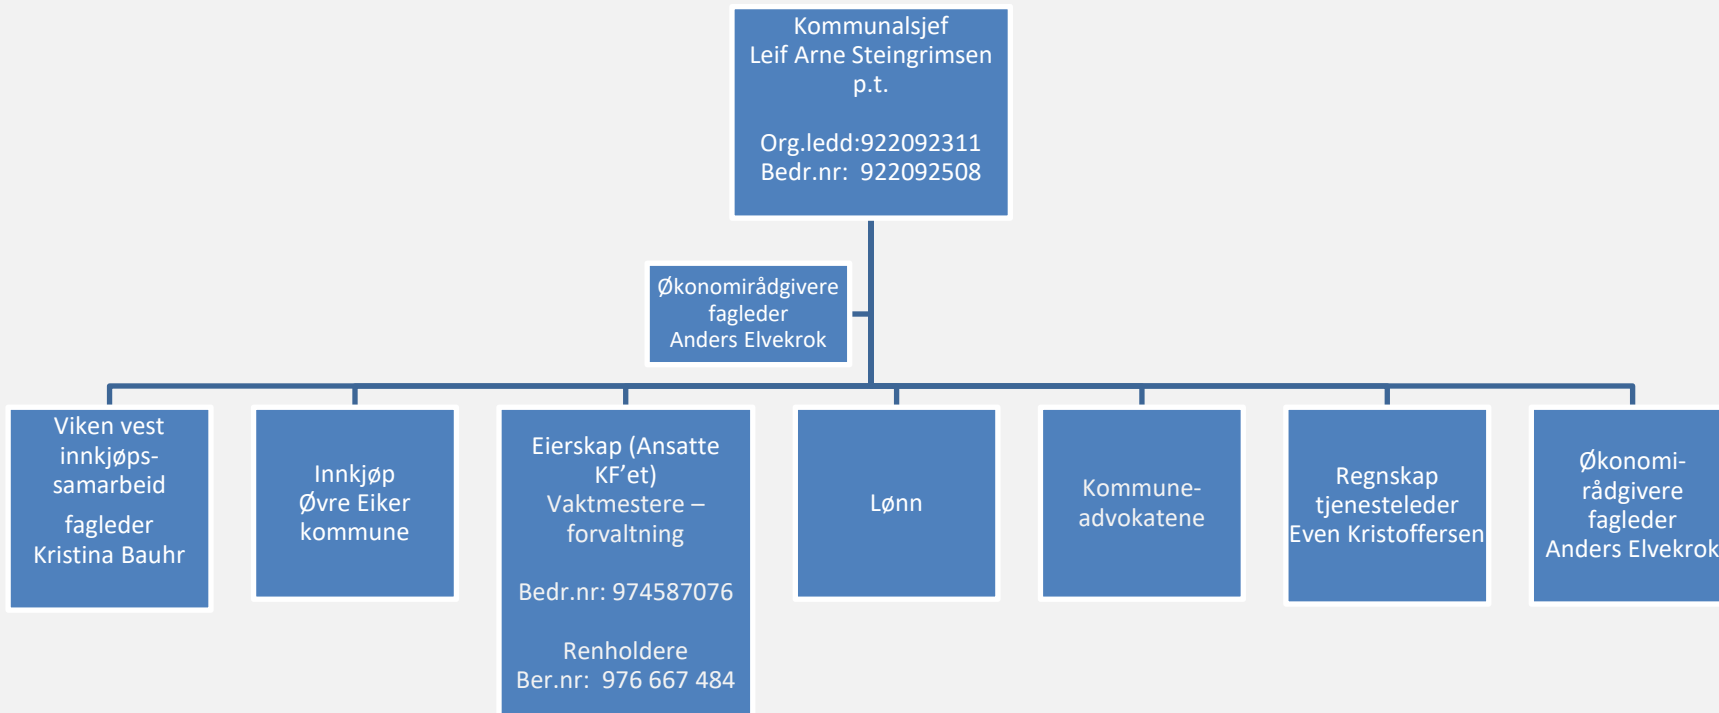 Kommunalsjef
Leif Arne Steingrimsen
p.t.
Org.ledd:922092311
Bedr.nr:  922092508
Økonomirådgivere
fagleder
Anders Elvekrok
Viken vest
innkjøps-
samarbeid
fagleder
Kristina Bauhr
Innkjøp
Øvre Eiker
kommune
Eierskap (Ansatte
KF’et)
Vaktmestere –
forvaltning
Bedr.nr: 974587076
Renholdere
Ber.nr:  976 667 484
Lønn
Kommune-
advokatene
Regnskap
tjenesteleder
Even Kristoffersen
Økonomi-
rådgivere
fagleder
Anders Elvekrok